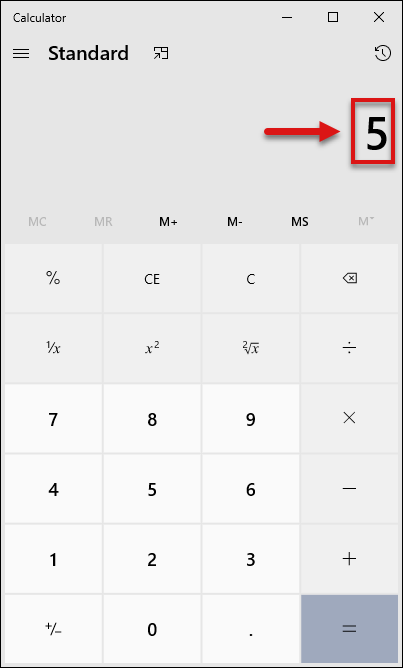 Calculator
Standard
5
MC MR M+ M- MS M˅
% CE C
¹/x x² ²√x ÷
7 8 9 ×
4 5 6 −
1 2 3 +
+/− 0 . =